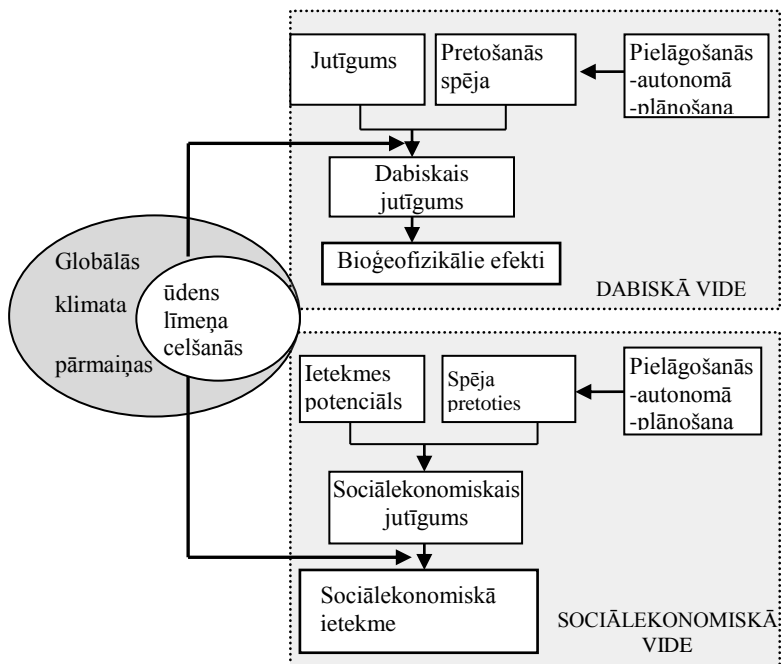 Jutīgums
Pretošanās
spēja
Pielāgošanās
-autonomā
-plānošana
Dabiskais
jutīgums
Bioģeofizikālie efekti
DABISKĀ VIDE
Globālās
klimata
pārmaiņas
ūdens
līmeņa
celšanās
Ietekmes
potenciāls
Spēja
pretoties
Pielāgošanās
-autonomā
-plānošana
Sociālekonomiskais
jutīgums
Sociālekonomiskā
ietekme
SOCIĀLEKONOMISKĀ
VIDE